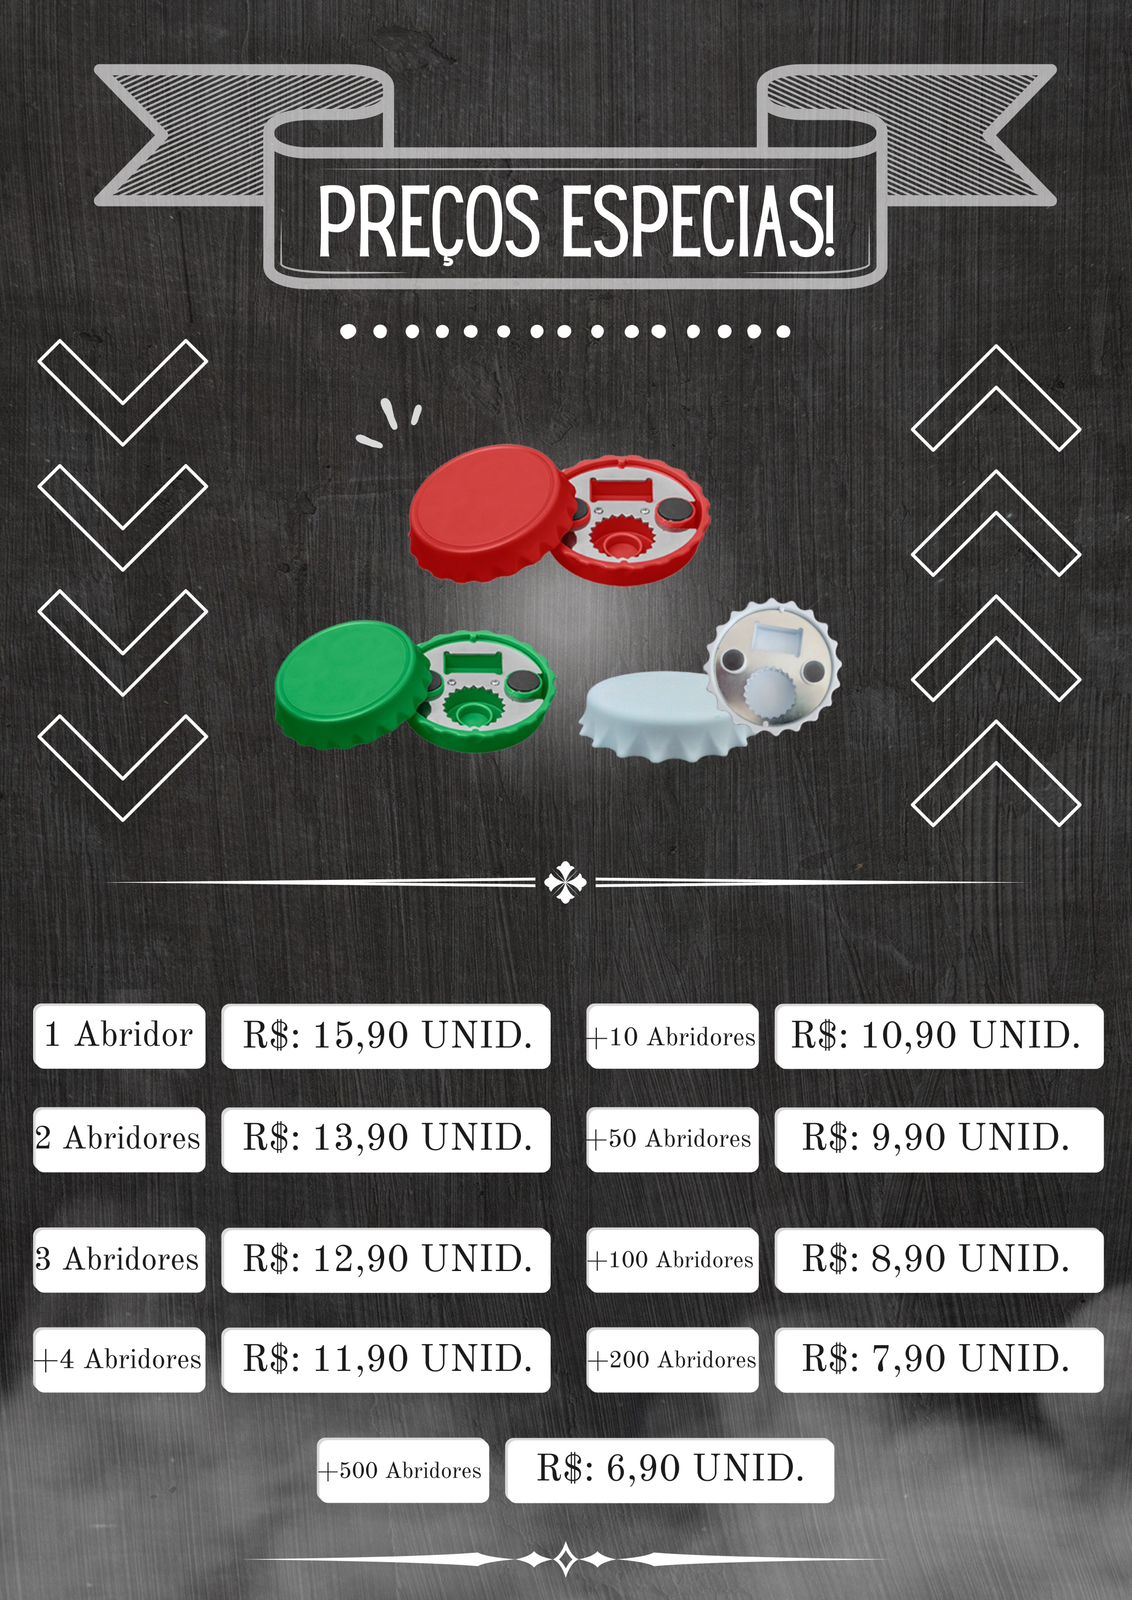 PREÇOS ESPECIAS!
1 Abridor R$: 15,90 UNID.
2 Abridores R$: 13,90 UNID.
3 Abridores R$: 12,90 UNID.
+4 Abridores R$: 11,90 UNID.
+10 Abridores R$: 10,90 UNID.
+50 Abridores R$: 9,90 UNID.
+100 Abridores R$: 8,90 UNID.
+200 Abridores R$: 7,90 UNID.
+500 Abridores R$: 6,90 UNID.